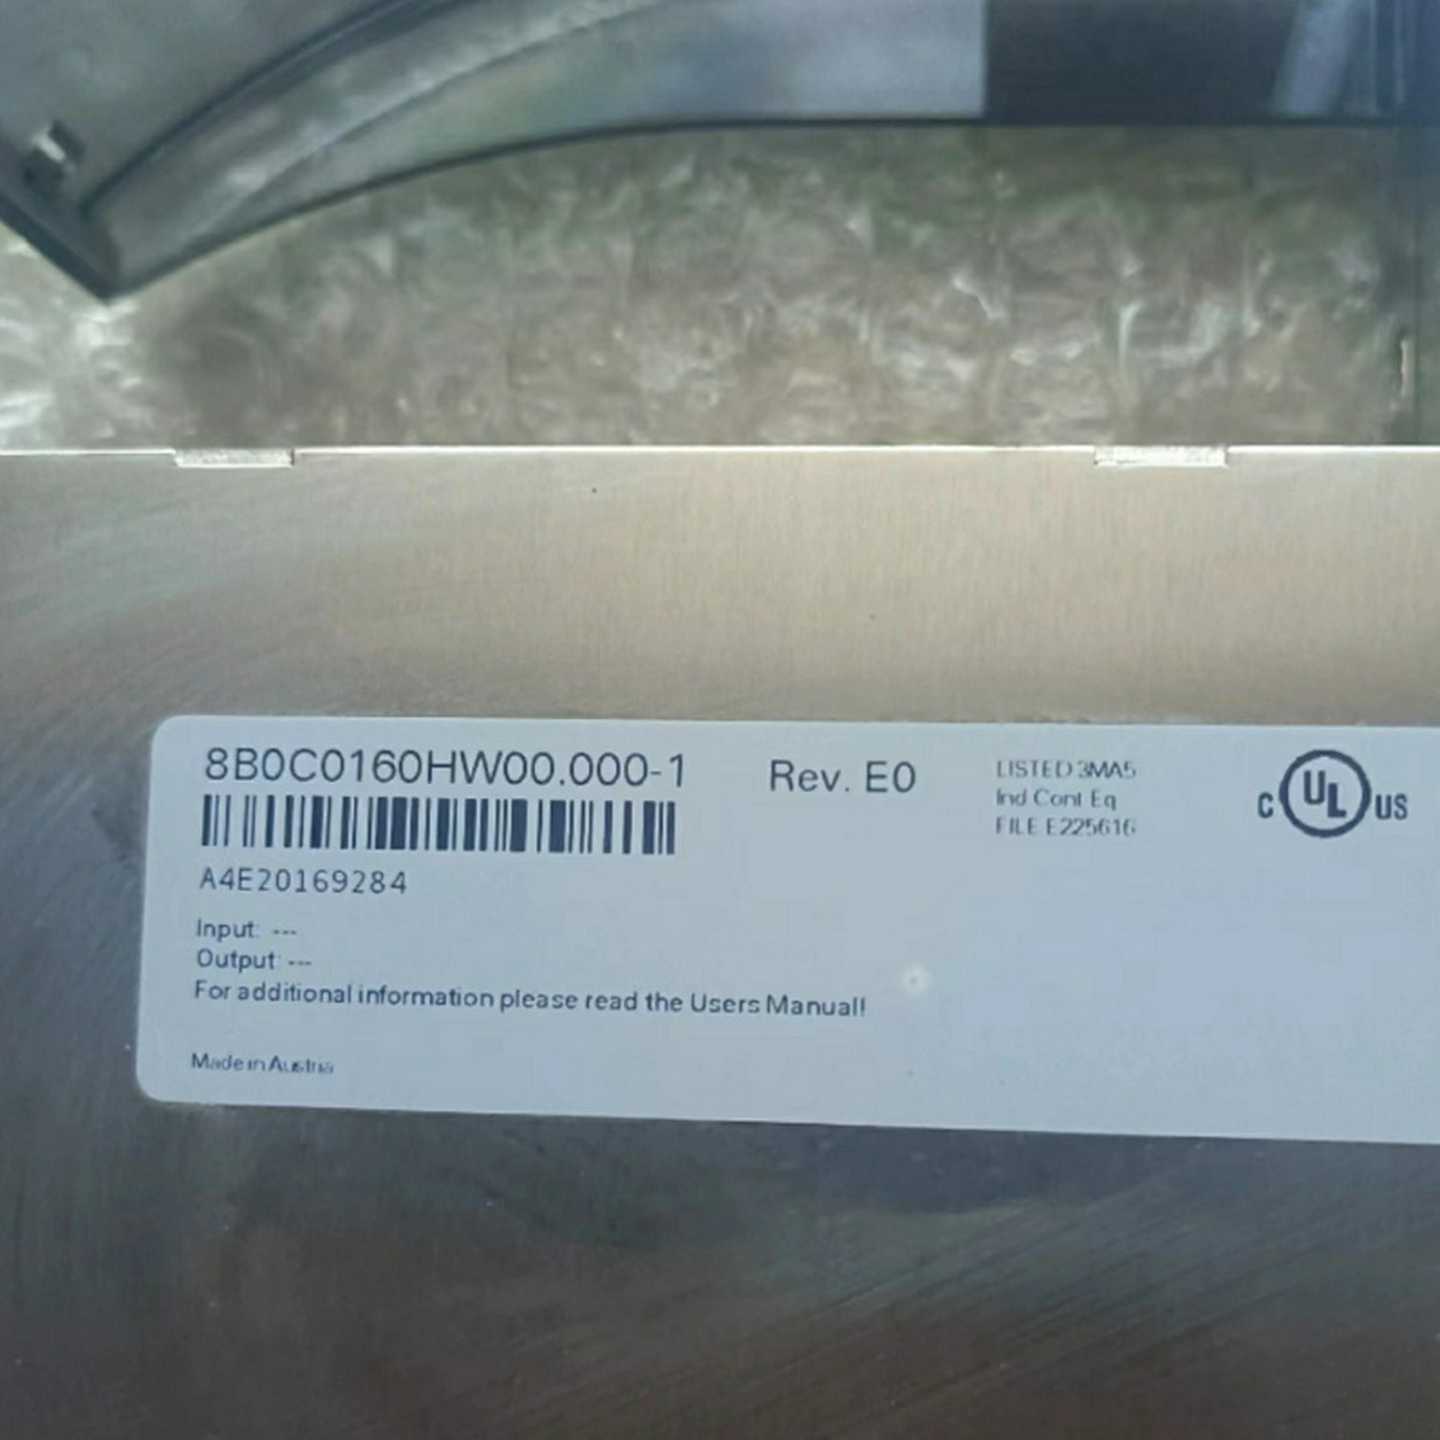 8B0C0160HW00.000-1 Rev. E0
LISTED 3MA5
Ind Cont Eq
FILE E225616
C UL US
A4E20169284
Input: ---
Output: ---
For additional information please read the Users Manual!
Made in Austria